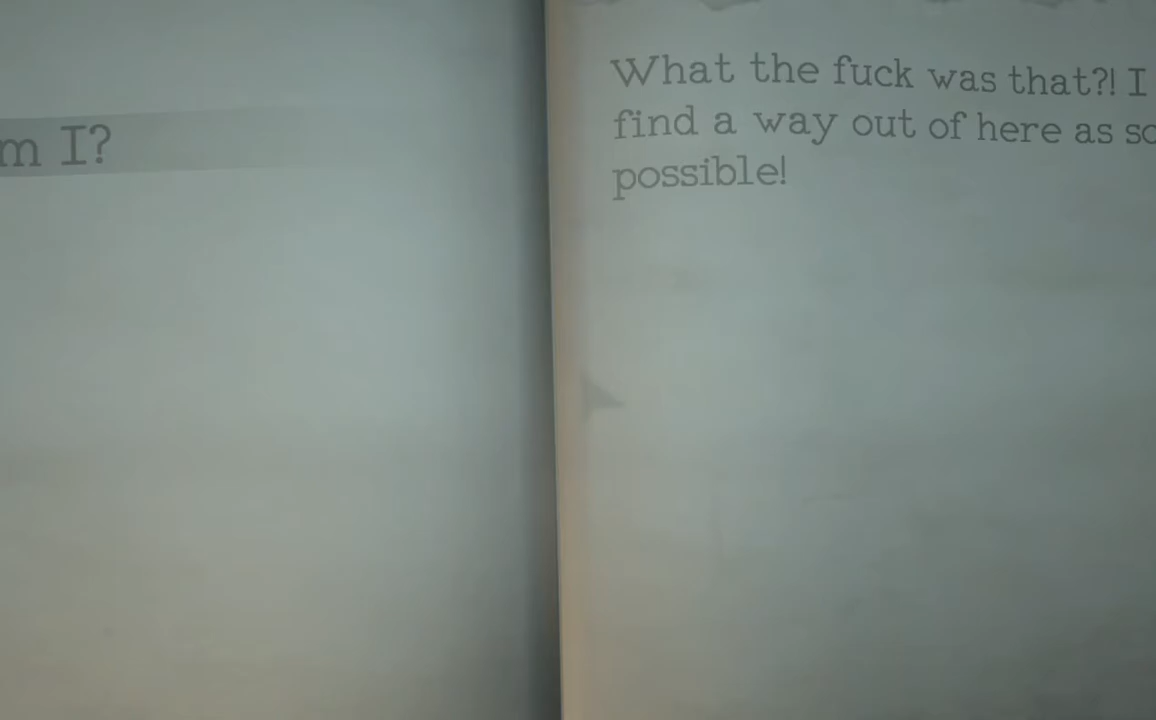 m I?
What the fuck was that?! I
find a way out of here as so
possible!